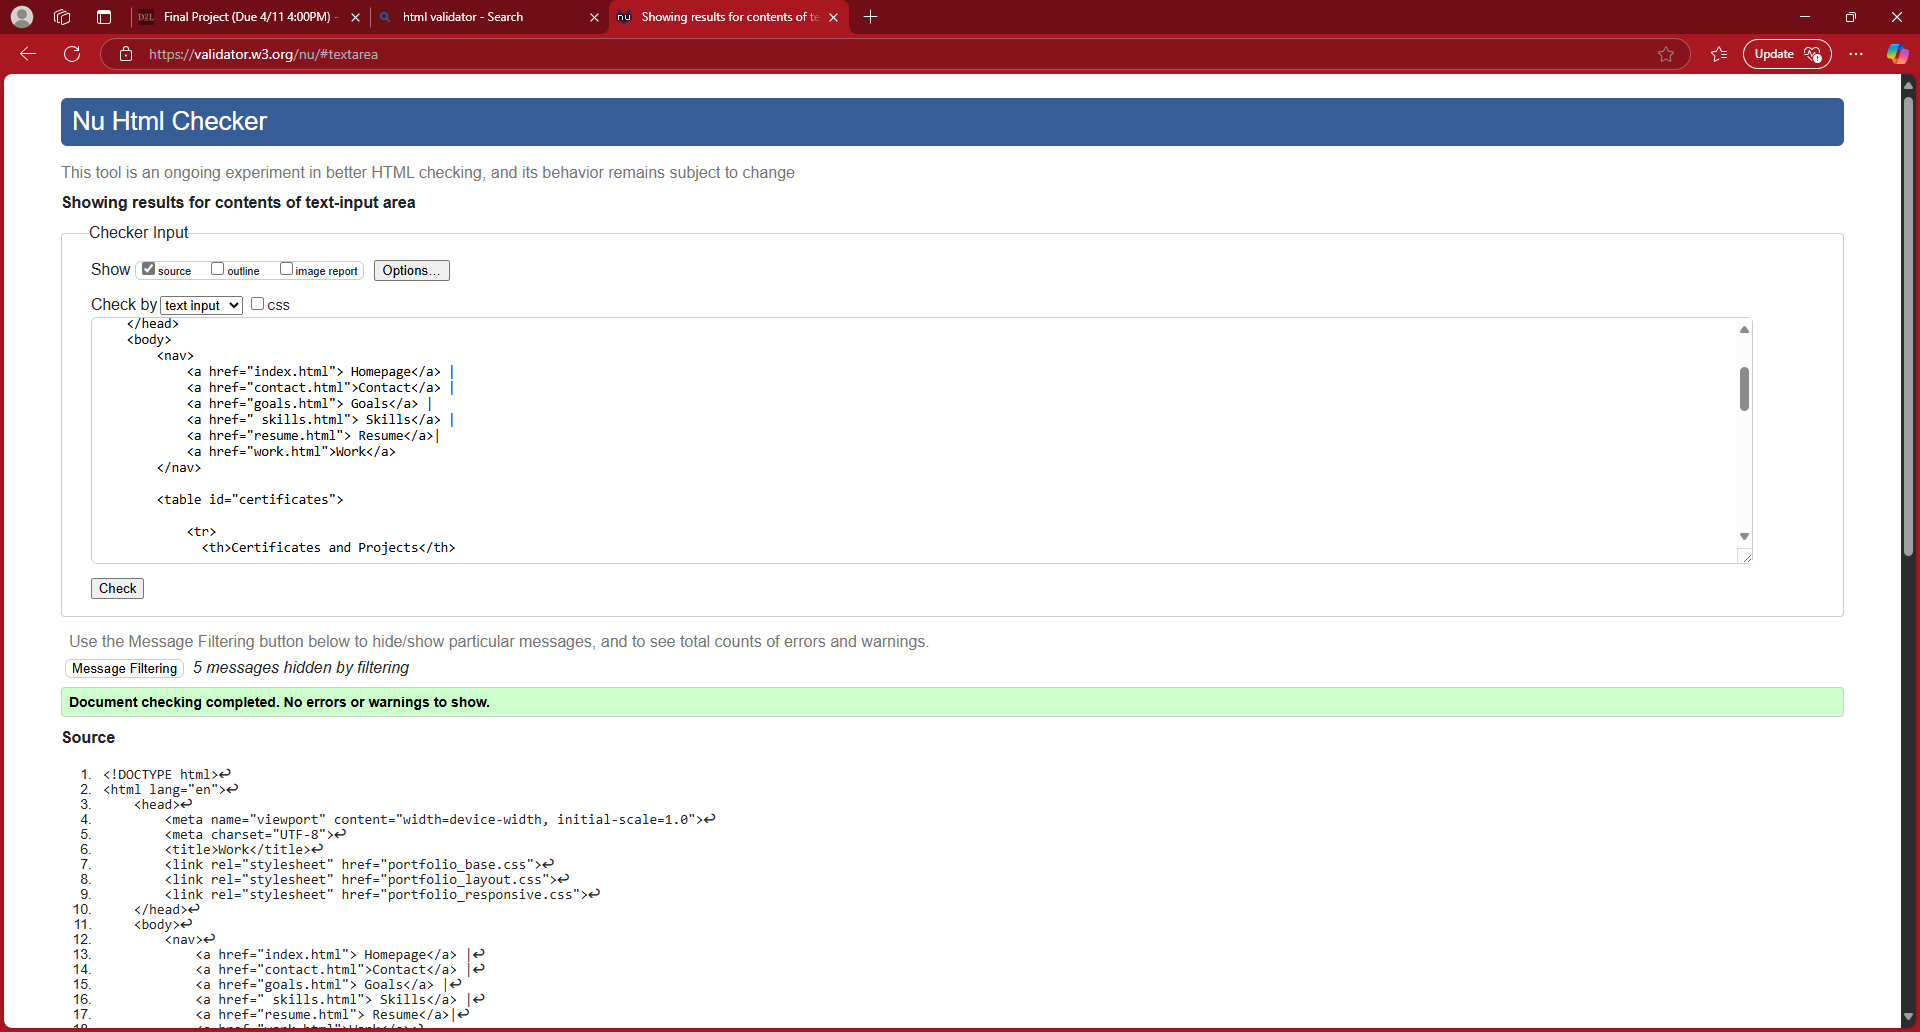 D2L Final Project (Due 4/11 4:00PM) -
html validator - Search
nu Showing results for contents of te
https://validator.w3.org/nu/#textarea
Update
Nu Html Checker
This tool is an ongoing experiment in better HTML checking, and its behavior remains subject to change
Showing results for contents of text-input area
Checker Input
Show source outline image report Options...
Check by text input css
</head>
<body>
<nav>
<a href="index.html"> Homepage</a> |
<a href="contact.html">Contact</a> |
<a href="goals.html"> Goals</a> |
<a href=" skills.html"> Skills</a> |
<a href="resume.html"> Resume</a>|
<a href="work.html">Work</a>
</nav>
<table id="certificates">
<tr>
<th>Certificates and Projects</th>
Check
Use the Message Filtering button below to hide/show particular messages, and to see total counts of errors and warnings.
Message Filtering 5 messages hidden by filtering
Document checking completed. No errors or warnings to show.
Source
1. <!DOCTYPE html>↩
2. <html lang="en">↩
3. <head>↩
4. <meta name="viewport" content="width=device-width, initial-scale=1.0">↩
5. <meta charset="UTF-8">↩
6. <title>Work</title>↩
7. <link rel="stylesheet" href="portfolio_base.css">↩
8. <link rel="stylesheet" href="portfolio_layout.css">↩
9. <link rel="stylesheet" href="portfolio_responsive.css">↩
10. </head>↩
11. <body>↩
12. <nav>↩
13. <a href="index.html"> Homepage</a> |↩
14. <a href="contact.html">Contact</a> |↩
15. <a href="goals.html"> Goals</a> |↩
16. <a href=" skills.html"> Skills</a> |↩
17. <a href="resume.html"> Resume</a>|↩
18. <a href="work.html">Work</a>↩